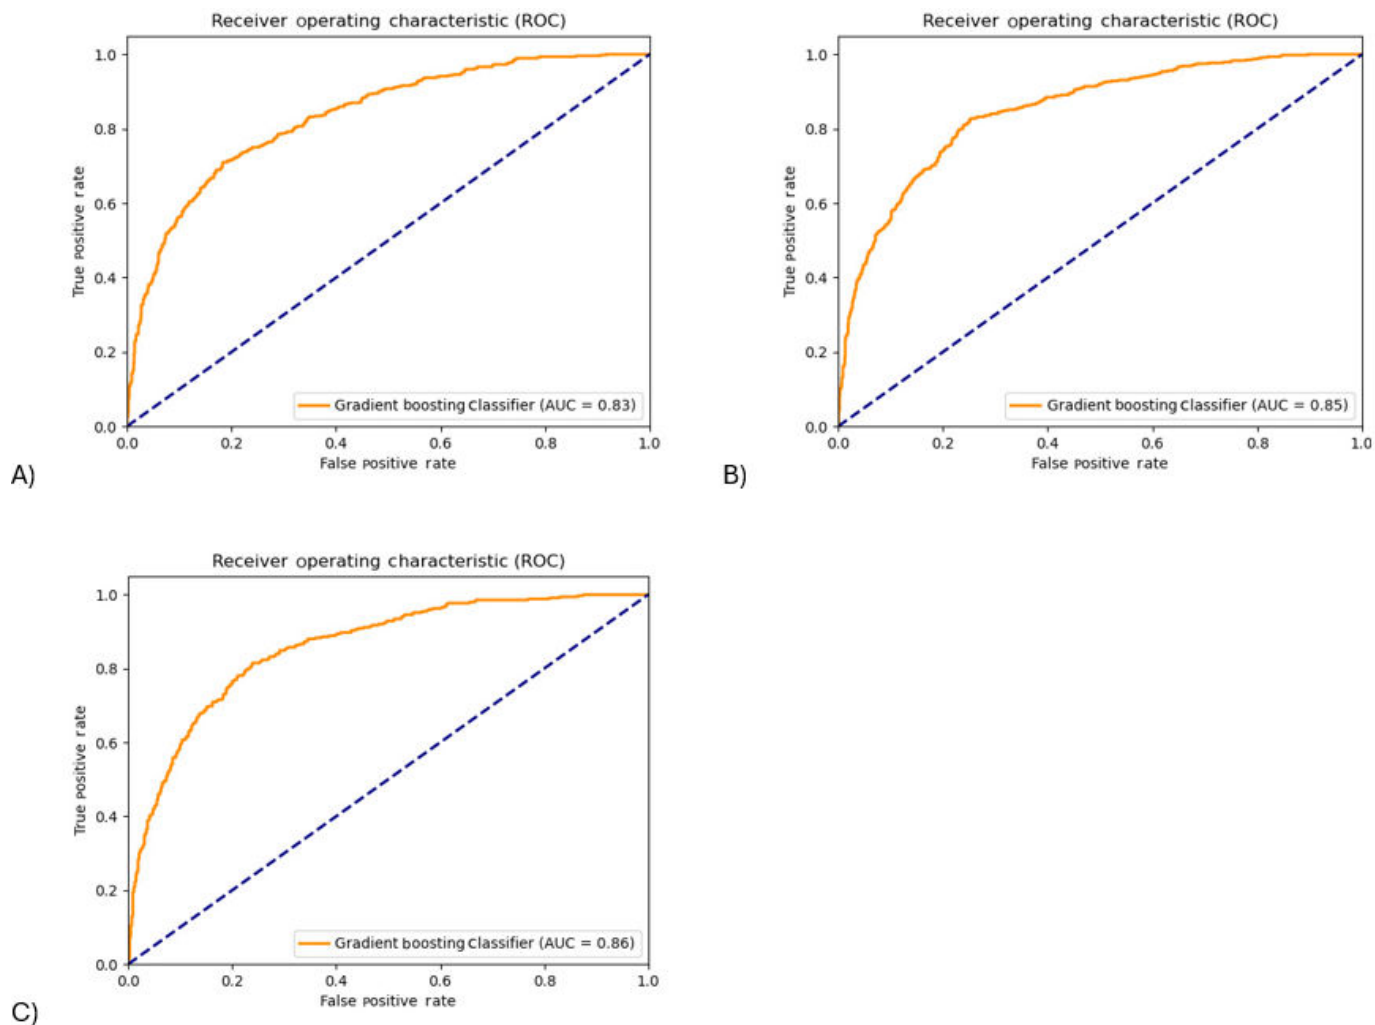 Receiver operating characteristic (ROC)
1.0
0.8
0.6
0.4
0.2
0.0
True positive rate
Gradient boosting classifier (AUC = 0.83)
0.0 0.2 0.4 0.6 0.8 1.0
False positive rate
A)
Receiver operating characteristic (ROC)
1.0
0.8
0.6
0.4
0.2
0.0
True positive rate
Gradient boosting classifier (AUC = 0.85)
0.0 0.2 0.4 0.6 0.8 1.0
False positive rate
B)
Receiver operating characteristic (ROC)
1.0
0.8
0.6
0.4
0.2
0.0
True positive rate
Gradient boosting classifier (AUC = 0.86)
0.0 0.2 0.4 0.6 0.8 1.0
False positive rate
C)